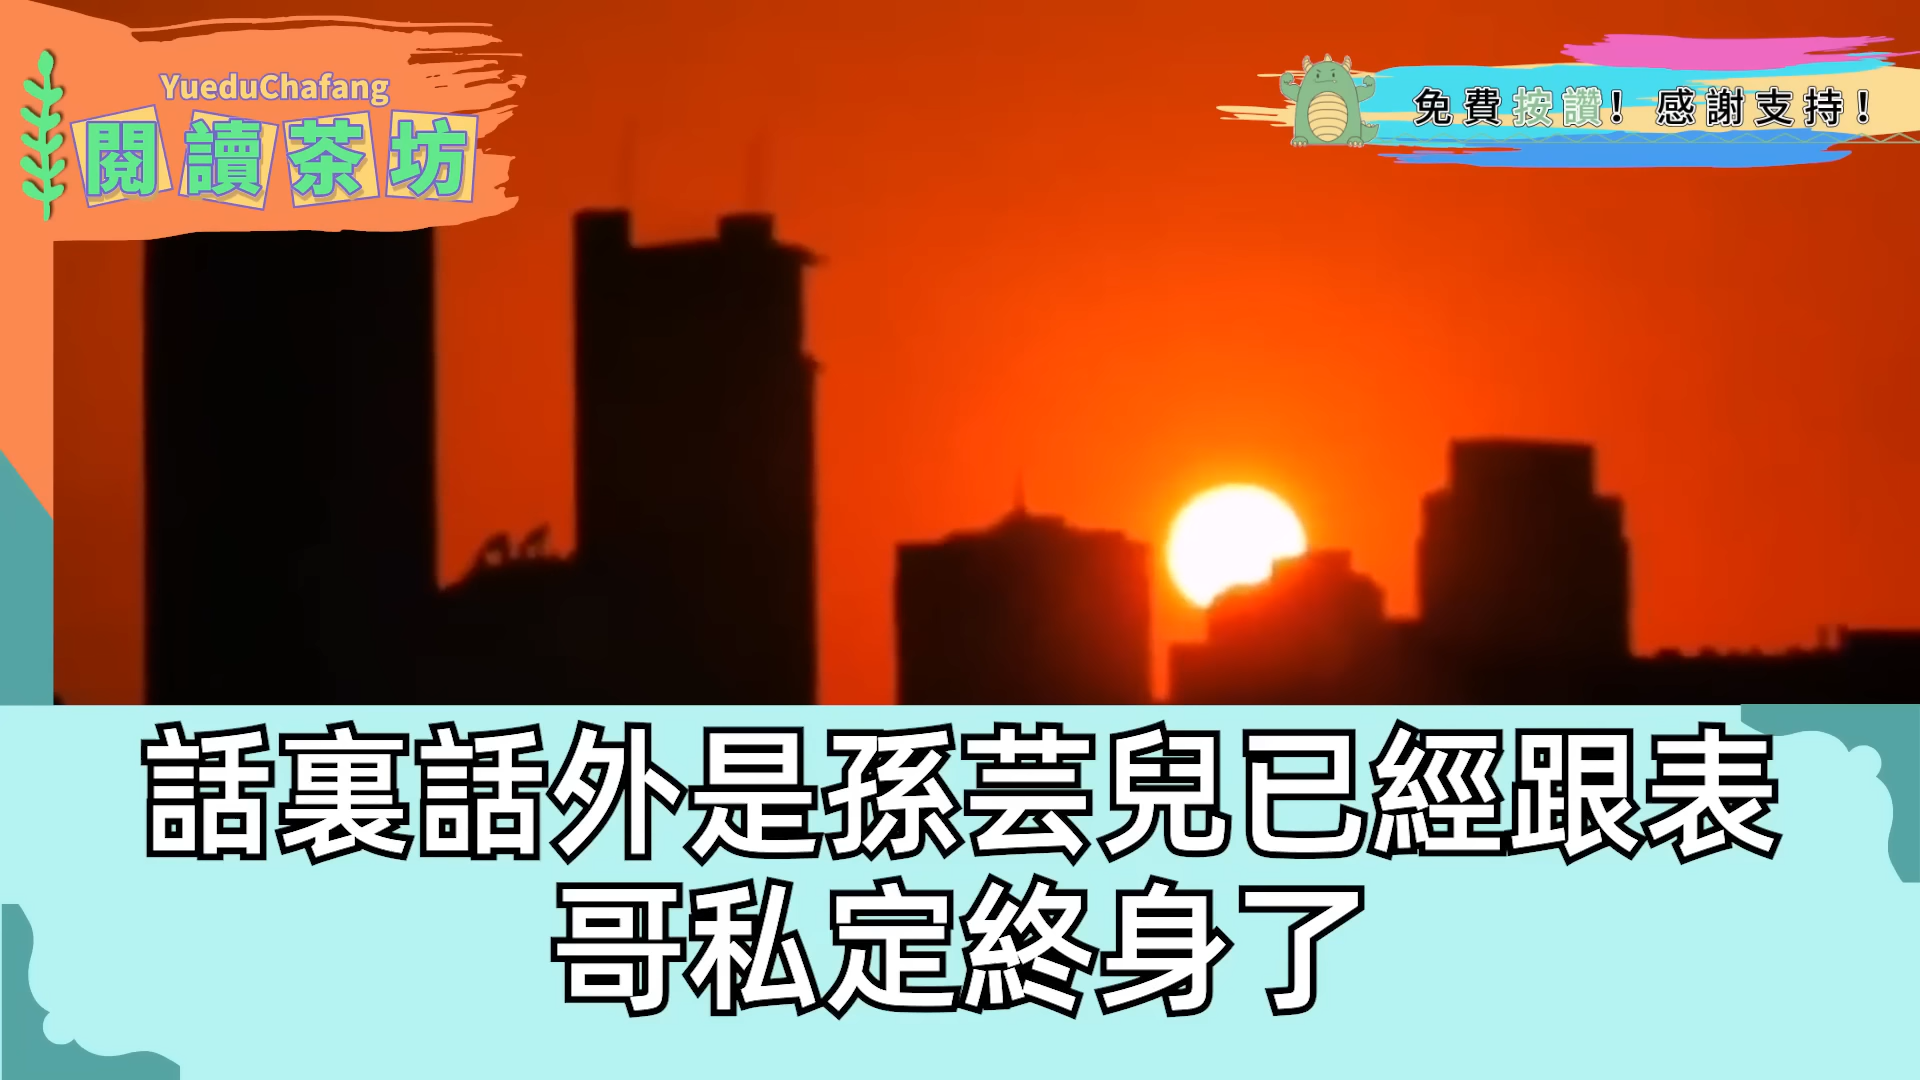 YueduChafang
閱讀茶坊
免費按讚！感謝支持！
話裏話外是孫芸兒已經跟表
哥私定終身了